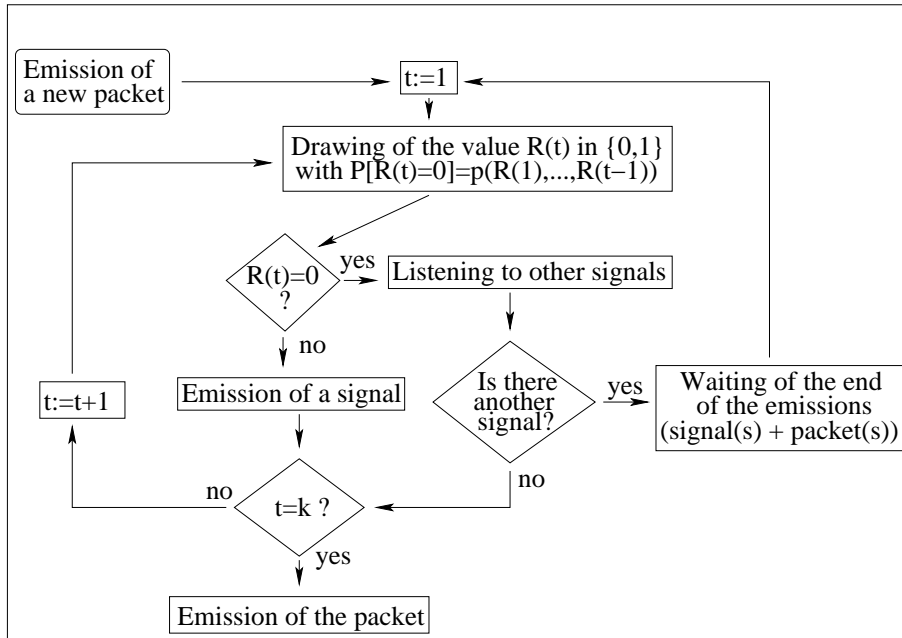 Emission of
a new packet
t:=1
Drawing of the value R(t) in {0,1}
with P[R(t)=0]=p(R(1),...,R(t−1))
R(t)=0
?
yes
Listening to other signals
no
t:=t+1
Emission of a signal
Is there
another
signal?
yes
Waiting of the end
of the emissions
(signal(s) + packet(s))
no
no
t=k ?
yes
Emission of the packet